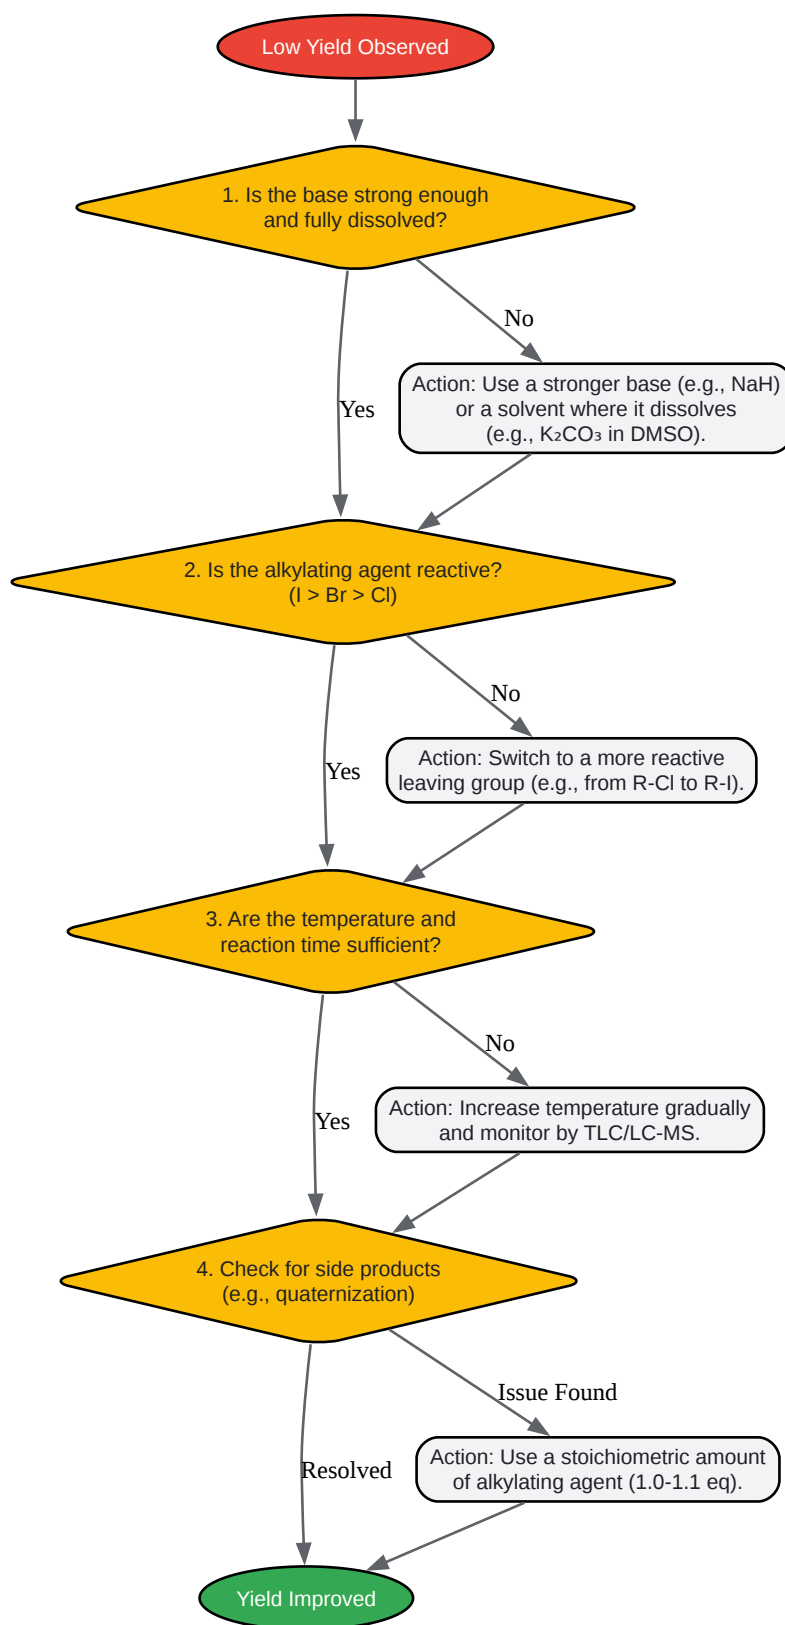 Low Yield Observed
1. Is the base strong enough
and fully dissolved?
No
Action: Use a stronger base (e.g., NaH)
or a solvent where it dissolves
(e.g., K₂CO₃ in DMSO).
Yes
2. Is the alkylating agent reactive?
(I > Br > Cl)
No
Action: Switch to a more reactive
leaving group (e.g., from R-Cl to R-I).
Yes
3. Are the temperature and
reaction time sufficient?
No
Action: Increase temperature gradually
and monitor by TLC/LC-MS.
Yes
4. Check for side products
(e.g., quaternization)
Issue Found
Action: Use a stoichiometric amount
of alkylating agent (1.0-1.1 eq).
Resolved
Yield Improved